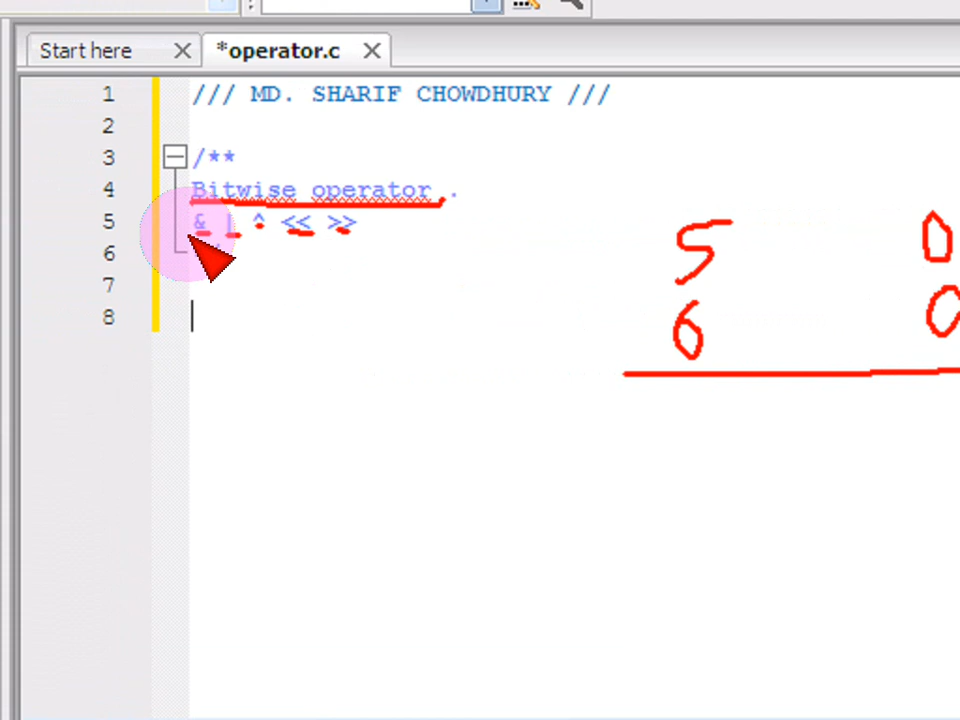 Start here *operator.c
1 /// MD. SHARIF CHOWDHURY ///
2
3 /**
4 Bitwise operator .
5 & | ^ << >>
6
7
8
5 0
6 0